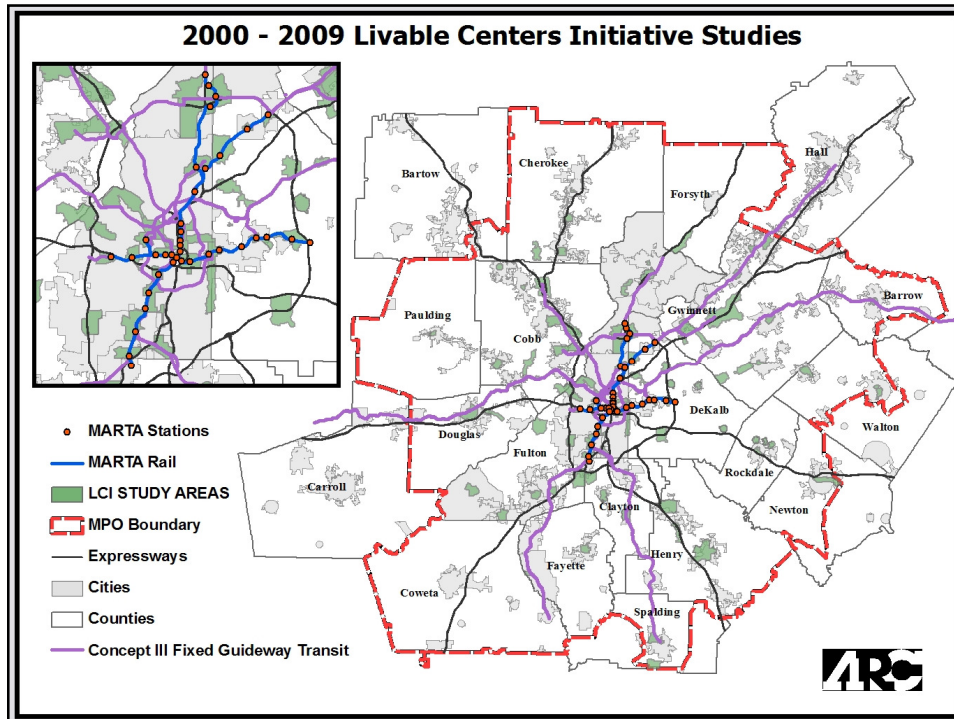 2000 - 2009 Livable Centers Initiative Studies
Hall
Cherokee
Bartow
Forsyth
Barrow
Gwinnett
Paulding
Cobb
DeKalb
Walton
Douglas
Fulton
Rockdale
Carroll
Newton
Clayton
Henry
Fayette
Coweta
Spalding
MARTA Stations
MARTA Rail
LCI STUDY AREAS
MPO Boundary
Expressways
Cities
Counties
Concept III Fixed Guideway Transit
ARC